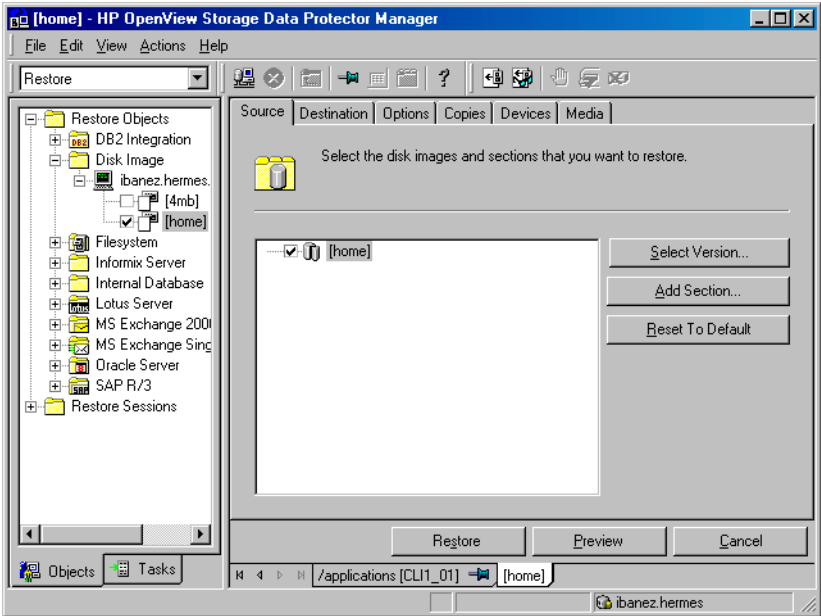 [home] - HP OpenView Storage Data Protector Manager
File Edit View Actions Help
Restore
Restore Objects
DB2 Integration
Disk Image
ibanez.hermes.
[4mb]
[home]
Filesystem
Informix Server
Internal Database
Lotus Server
MS Exchange 200
MS Exchange Sing
Oracle Server
SAP R/3
Restore Sessions
Objects Tasks
Source Destination Options Copies Devices Media
Select the disk images and sections that you want to restore.
[home]
Select Version...
Add Section...
Reset To Default
Restore Preview Cancel
/applications [CLI1_01] [home]
ibanez.hermes